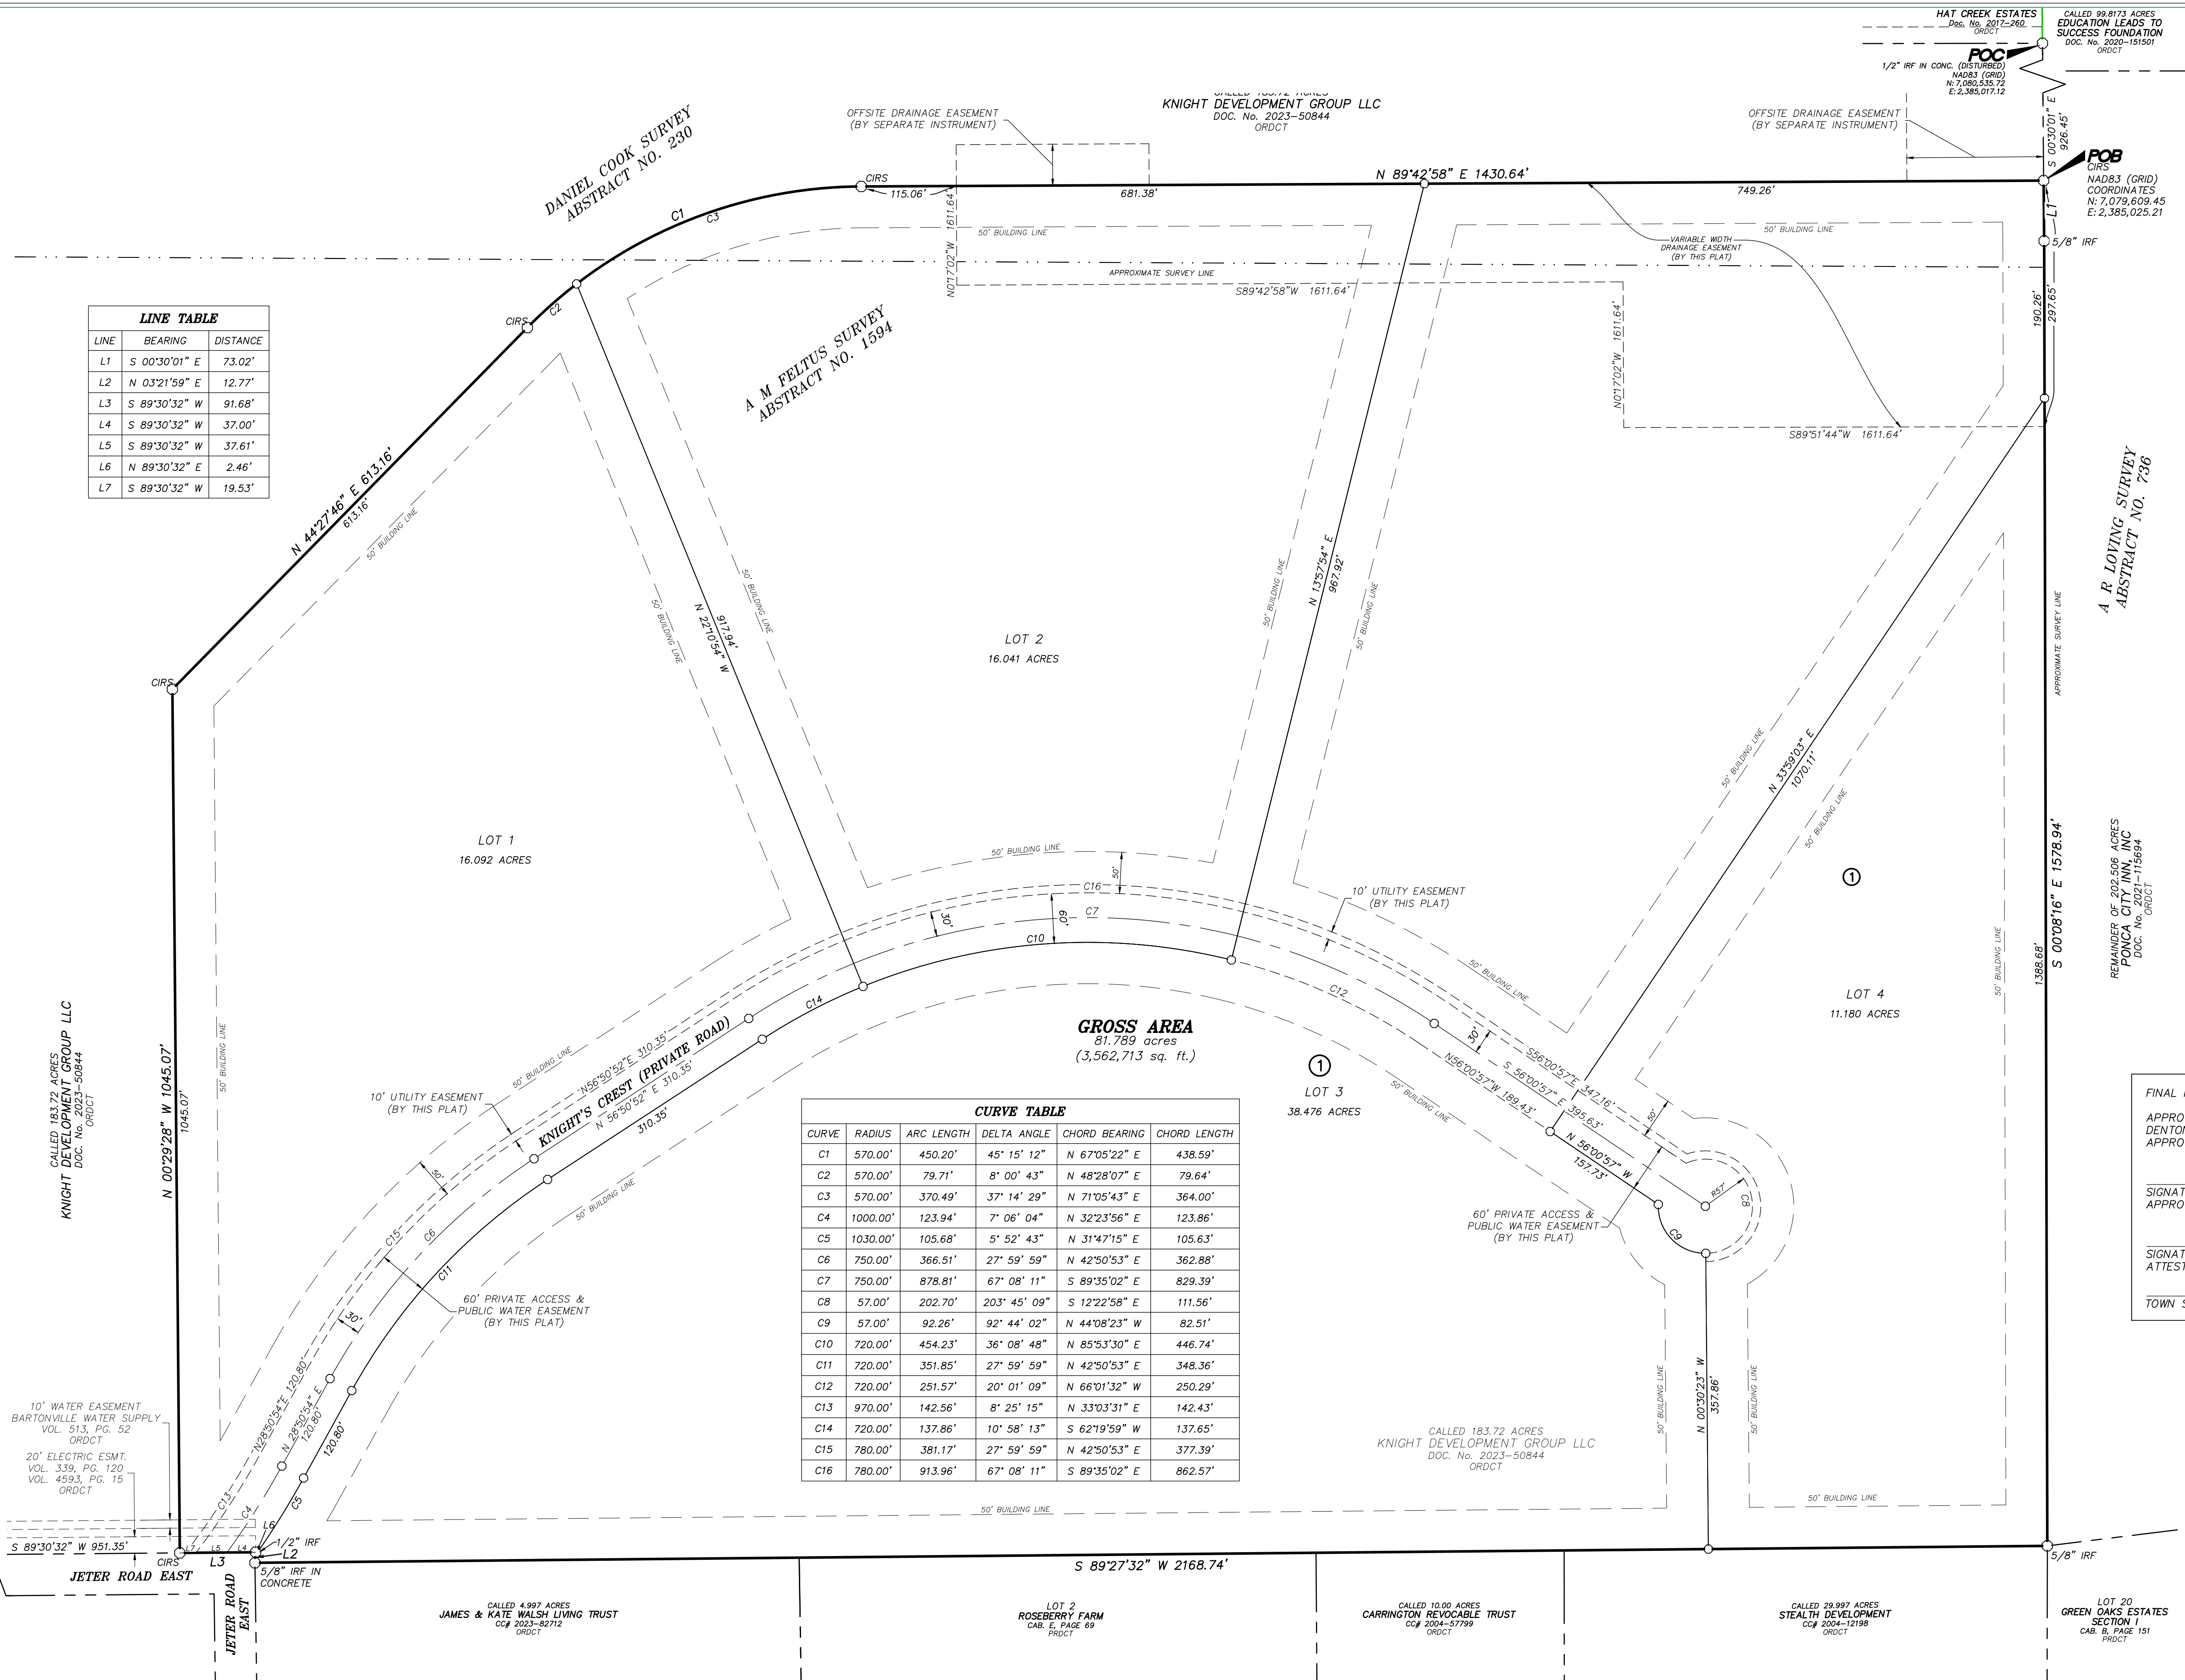 HAT CREEK ESTATES
Doc. No. 2017-260
ORDCT
CALLED 99.8173 ACRES
EDUCATION LEADS TO
SUCCESS FOUNDATION
DOC. No. 2020-151501
ORDCT
POC
1/2" IRF IN CONC. (DISTURBED)
NAD83 (GRID)
N: 7,080,535.72
E: 2,385,017.12
S 00°30'01" E
926.45'
CALLED 183.72 ACRES
KNIGHT DEVELOPMENT GROUP LLC
DOC. No. 2023-50844
ORDCT
OFFSITE DRAINAGE EASEMENT
(BY SEPARATE INSTRUMENT)
OFFSITE DRAINAGE EASEMENT
(BY SEPARATE INSTRUMENT)
POB
CIRS
NAD83 (GRID)
COORDINATES
N: 7,079,609.45
E: 2,385,025.21
DANIEL COOK SURVEY
ABSTRACT NO. 230
CIRS
115.06'
681.38'
N 89°42'58" E 1430.64'
749.26'
L1
5/8" IRF
C1
C3
C2
CIRS
50' BUILDING LINE
50' BUILDING LINE
VARIABLE WIDTH
DRAINAGE EASEMENT
(BY THIS PLAT)
APPROXIMATE SURVEY LINE
N0°17'02"W 1611.64'
S89°42'58"W 1611.64'
N0°17'02"W 1611.64'
S89°51'44"W 1611.64'
190.26'
297.65'
A M FELTUS SURVEY
ABSTRACT NO. 1594
LINE TABLE
LINE BEARING DISTANCE
L1 S 00°30'01" E 73.02'
L2 N 03°21'59" E 12.77'
L3 S 89°30'32" W 91.68'
L4 S 89°30'32" W 37.00'
L5 S 89°30'32" W 37.61'
L6 N 89°30'32" E 2.46'
L7 S 89°30'32" W 19.53'
N 44°27'46" E 613.16'
613.16'
50' BUILDING LINE
CIRS
A R LOVING SURVEY
ABSTRACT NO. 736
APPROXIMATE SURVEY LINE
50' BUILDING LINE
50' BUILDING LINE
917.94'
N 22°10'54" W
LOT 2
16.041 ACRES
50' BUILDING LINE
N 13°57'54" E
967.92'
50' BUILDING LINE
50' BUILDING LINE
N 33°59'03" E
1070.11'
50' BUILDING LINE
LOT 1
16.092 ACRES
1
LOT 4
11.180 ACRES
50' BUILDING LINE
1388.68'
S 00°08'16" E 1578.94'
REMAINDER OF 202.506 ACRES
PONCA CITY INN, INC
DOC. No. 2021-115694
ORDCT
50' BUILDING LINE
50'
C16
C7
60'
30'
C10
10' UTILITY EASEMENT
(BY THIS PLAT)
50' BUILDING LINE
C12
C14
30'
GROSS AREA
81.789 acres
(3,562,713 sq. ft.)
1
LOT 3
38.476 ACRES
CALLED 183.72 ACRES
KNIGHT DEVELOPMENT GROUP LLC
DOC. No. 2023-50844
ORDCT
N 00°29'28" W 1045.07'
1045.07'
50' BUILDING LINE
50' BUILDING LINE
10' UTILITY EASEMENT
(BY THIS PLAT)
N56°50'52"E 310.35'
KNIGHT'S CREST (PRIVATE ROAD)
N 56°50'52" E 310.35'
310.35'
50' BUILDING LINE
50'
S56°00'57"E 347.16'
S 56°00'57" E 395.63'
N56°00'57"W 189.43'
50' BUILDING LINE
50'
N 56°00'57" W
157.73'
R57'
C8
C9
60' PRIVATE ACCESS &
PUBLIC WATER EASEMENT
(BY THIS PLAT)
CURVE TABLE
CURVE RADIUS ARC LENGTH DELTA ANGLE CHORD BEARING CHORD LENGTH
C1 570.00' 450.20' 45° 15' 12" N 67°05'22" E 438.59'
C2 570.00' 79.71' 8° 00' 43" N 48°28'07" E 79.64'
C3 570.00' 370.49' 37° 14' 29" N 71°05'43" E 364.00'
C4 1000.00' 123.94' 7° 06' 04" N 32°23'56" E 123.86'
C5 1030.00' 105.68' 5° 52' 43" N 31°47'15" E 105.63'
C6 750.00' 366.51' 27° 59' 59" N 42°50'53" E 362.88'
C7 750.00' 878.81' 67° 08' 11" S 89°35'02" E 829.39'
C8 57.00' 202.70' 203° 45' 09" S 12°22'58" E 111.56'
C9 57.00' 92.26' 92° 44' 02" N 44°08'23" W 82.51'
C10 720.00' 454.23' 36° 08' 48" N 85°53'30" E 446.74'
C11 720.00' 351.85' 27° 59' 59" N 42°50'53" E 348.36'
C12 720.00' 251.57' 20° 01' 09" N 66°01'32" W 250.29'
C13 970.00' 142.56' 8° 25' 15" N 33°03'31" E 142.43'
C14 720.00' 137.86' 10° 58' 13" S 62°19'59" W 137.65'
C15 780.00' 381.17' 27° 59' 59" N 42°50'53" E 377.39'
C16 780.00' 913.96' 67° 08' 11" S 89°35'02" E 862.57'
FINAL
APPRO
DENTON
APPRO
SIGNAT
APPRO
SIGNAT
ATTEST
TOWN S
C15
C6
C11
60' PRIVATE ACCESS &
PUBLIC WATER EASEMENT
(BY THIS PLAT)
30'
N28°50'54"E 120.80'
N 28°50'54" E
120.80'
120.80'
N 00°30'23" W
357.86'
50' BUILDING LINE
50' BUILDING LINE
CALLED 183.72 ACRES
KNIGHT DEVELOPMENT GROUP LLC
DOC. No. 2023-50844
ORDCT
10' WATER EASEMENT
BARTONVILLE WATER SUPPLY
VOL. 513, PG. 52
ORDCT
20' ELECTRIC ESMT.
VOL. 339, PG. 120
VOL. 4593, PG. 15
ORDCT
C13
C4
C5
L6
50' BUILDING LINE
50' BUILDING LINE
S 89°30'32" W 951.35'
CIRS
L7
L5
L4
L3
1/2" IRF
L2
5/8" IRF IN
CONCRETE
S 89°27'32" W 2168.74'
5/8" IRF
JETER ROAD EAST
JETER ROAD
EAST
CALLED 4.997 ACRES
JAMES & KATE WALSH LIVING TRUST
CC# 2023-82712
ORDCT
LOT 2
ROSEBERRY FARM
CAB. E, PAGE 69
PRDCT
CALLED 10.00 ACRES
CARRINGTON REVOCABLE TRUST
CC# 2004-57799
ORDCT
CALLED 29.997 ACRES
STEALTH DEVELOPMENT
CC# 2004-12198
ORDCT
LOT 20
GREEN OAKS ESTATES
SECTION I
CAB. B, PAGE 151
PRDCT